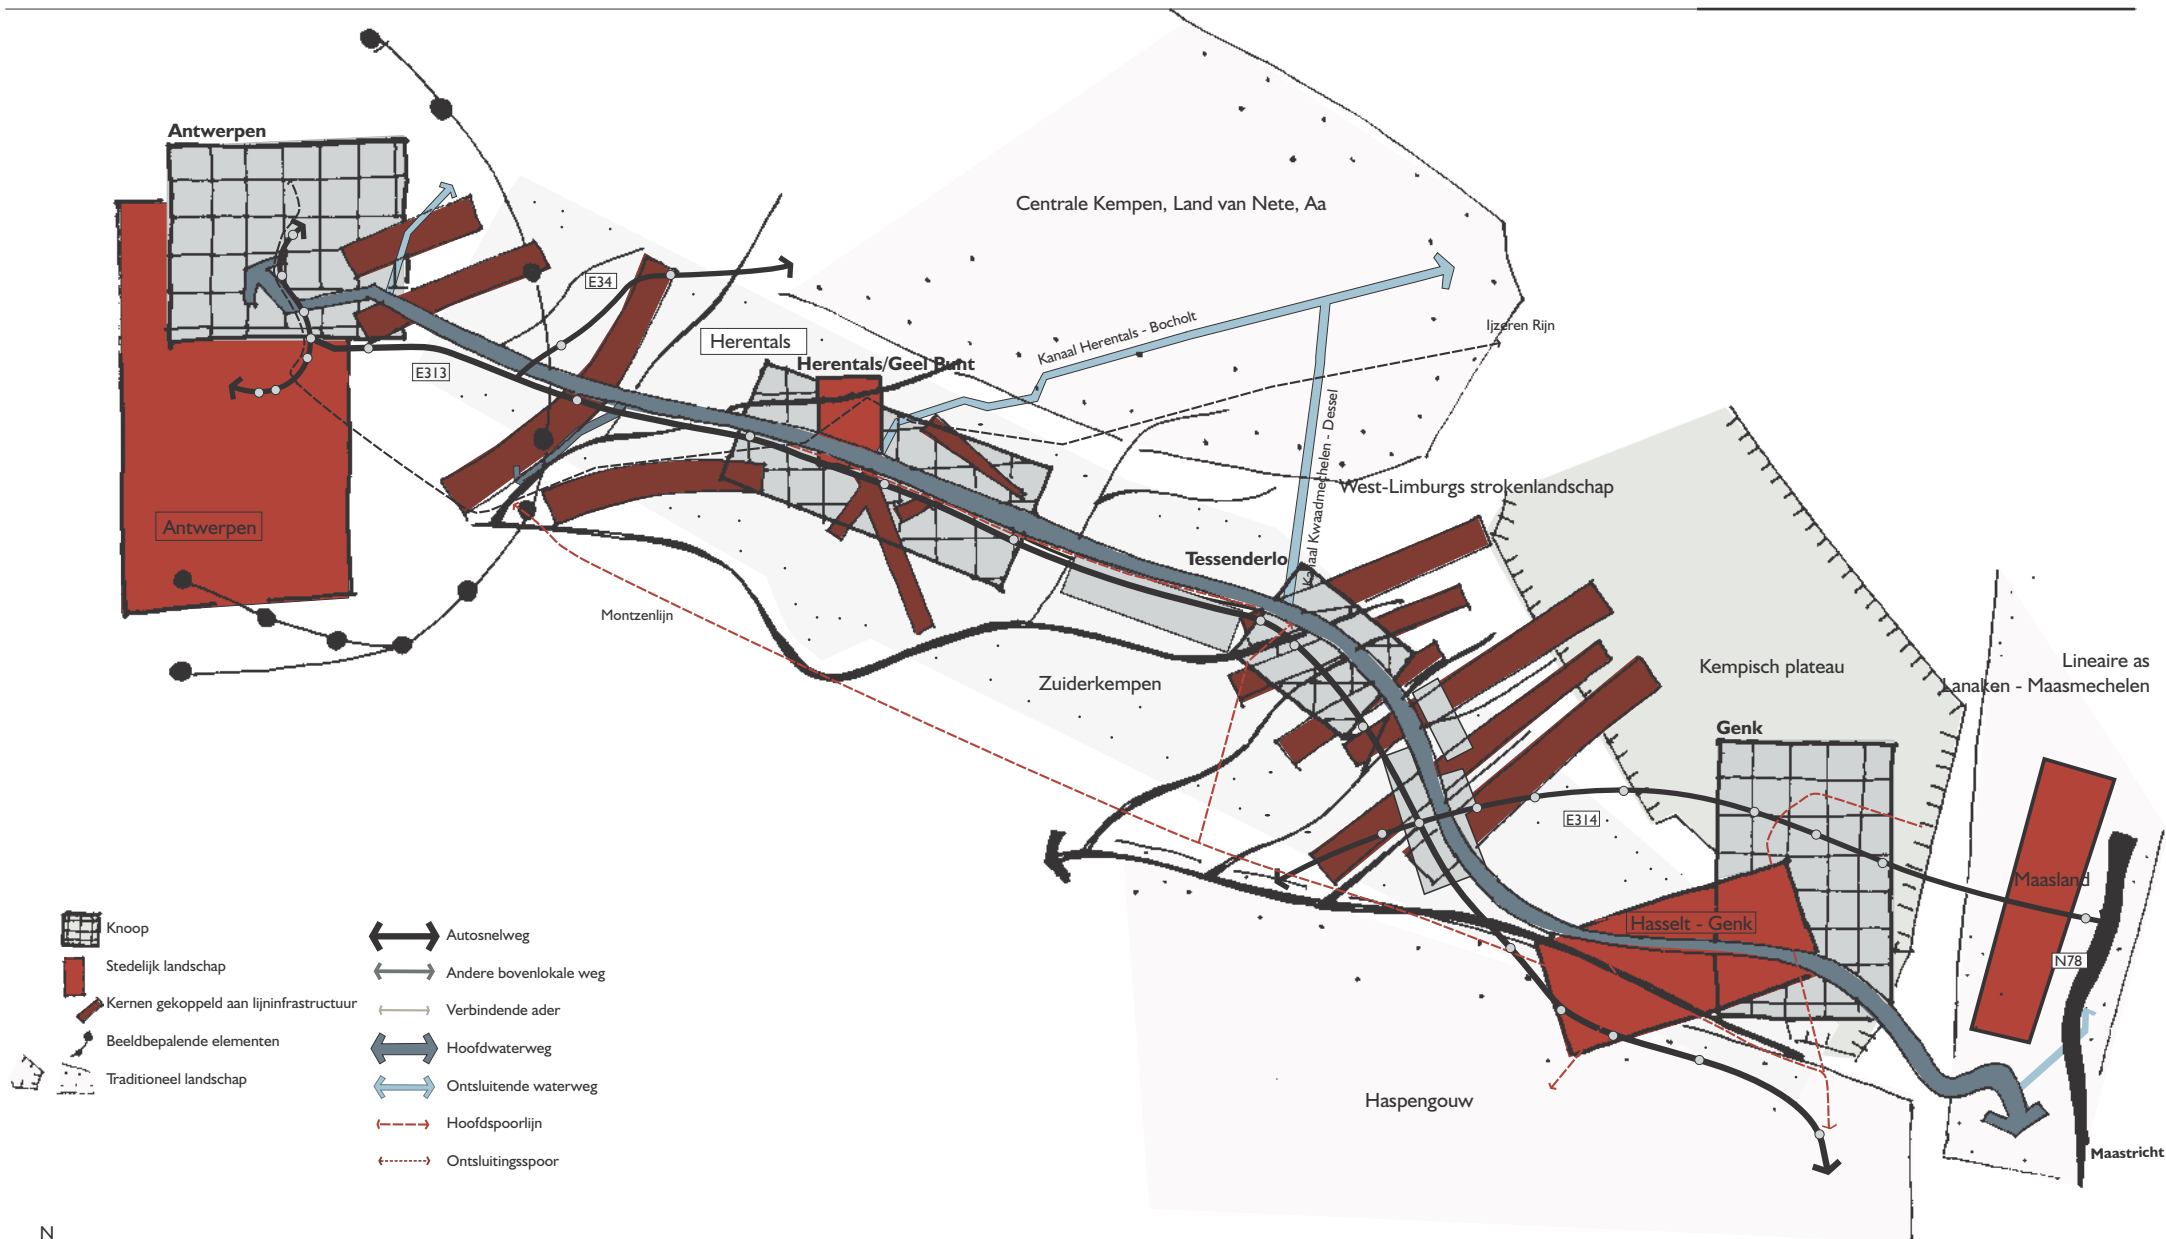 Antwerpen
Centrale Kempen, Land van Nete, Aa
E34
Kanaal Herentals - Bocholt
Ijzeren Rijn
Herentals
Herentals/Geel Punt
E313
Kanaal Kwaadmechelen - Dessel
West-Limburgs strokenlandschap
Antwerpen
Tessenderlo
Montzenlijn
Zuiderkempen
Kempisch plateau
Lineaire as
Lanaken - Maasmechelen
Genk
E314
Maasland
Hasselt - Genk
N78
Haspengouw
Maastricht
Knoop
Stedelijk landschap
Kernen gekoppeld aan lijninfrastructuur
Beeldbepalende elementen
Traditioneel landschap
Autosnelweg
Andere bovenlokale weg
Verbindende ader
Hoofdwaterweg
Ontsluitende waterweg
Hoofdspoorlijn
Ontsluitingsspoor
N